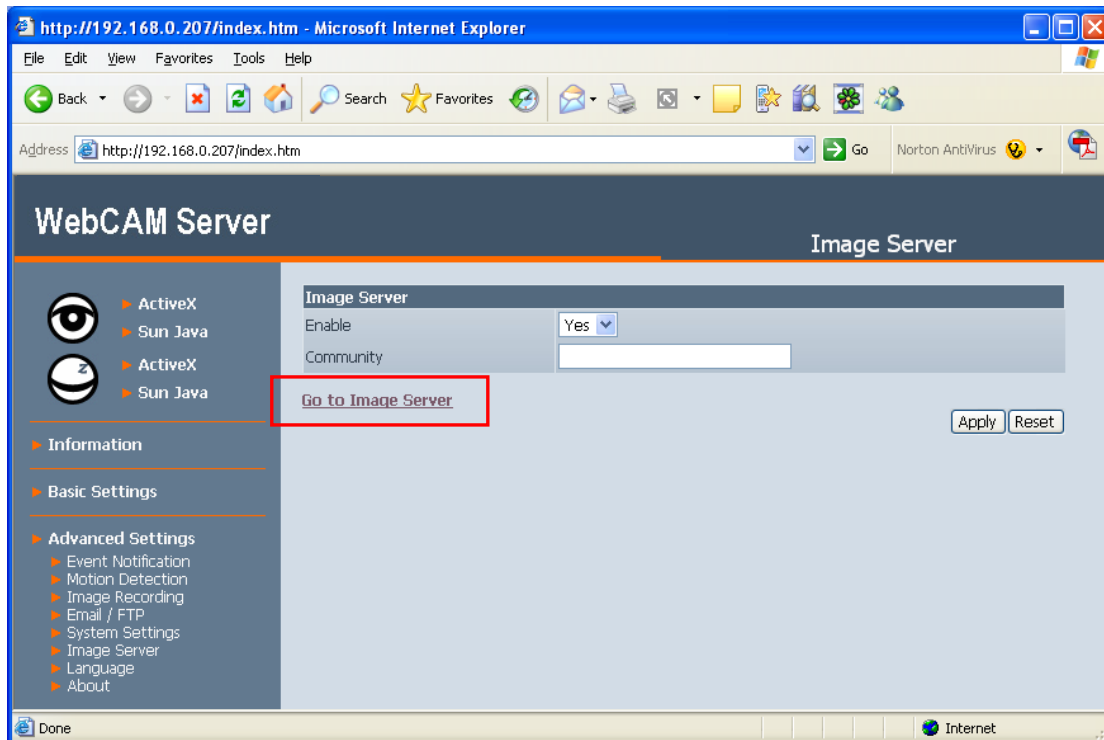 http://192.168.0.207/index.htm - Microsoft Internet Explorer
File Edit View Favorites Tools Help
Back Search Favorites
Address http://192.168.0.207/index.htm Go Norton AntiVirus
WebCAM Server
Image Server
ActiveX
Sun Java
z
ActiveX
Sun Java
Information
Basic Settings
Advanced Settings
Event Notification
Motion Detection
Image Recording
Email / FTP
System Settings
Image Server
Language
About
Image Server
Enable Yes
Community
Go to Image Server
Apply Reset
Done Internet